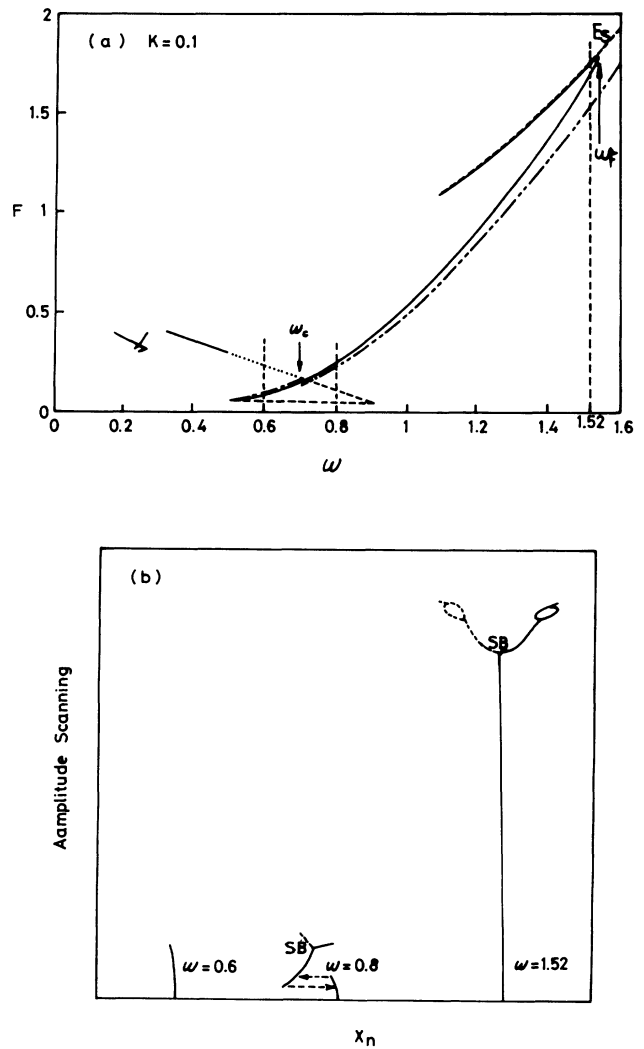 (a) K=0.1
2
1.5
F
1
0.5
0
0 0.2 0.4 0.6 0.8 1 1.2 1.4 1.52 1.6
ω
ω꜀
Es
ωf
(b)
Aamplitude Scanning
SB
SB
ω=0.6
ω=0.8
ω=1.52
Xn